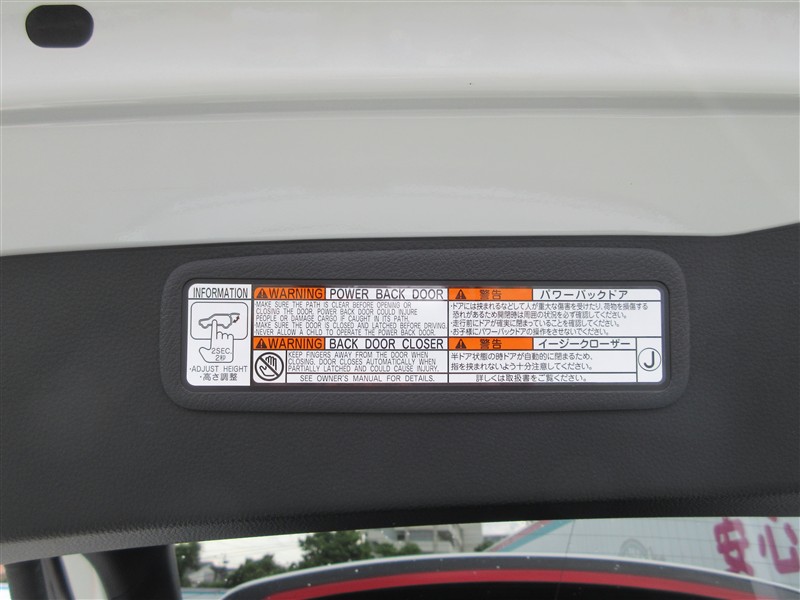 INFORMATION
2SEC.
2秒
·ADJUST HEIGHT
·高さ調整
WARNING POWER BACK DOOR
·MAKE SURE THE PATH IS CLEAR BEFORE OPENING OR
CLOSING THE DOOR. POWER BACK DOOR COULD INJURE
PEOPLE OR DAMAGE CARGO IF CAUGHT IN ITS PATH.
·MAKE SURE THE DOOR IS CLOSED AND LATCHED BEFORE DRIVING.
·NEVER ALLOW A CHILD TO OPERATE THE POWER BACK DOOR.
WARNING BACK DOOR CLOSER
KEEP FINGERS AWAY FROM THE DOOR WHEN
CLOSING. DOOR CLOSES AUTOMATICALLY WHEN
PARTIALLY LATCHED AND COULD CAUSE INJURY.
SEE OWNER'S MANUAL FOR DETAILS.
警告 パワーバックドア
·ドアには挟まれるなどして人が重大な傷害を受けたり、荷物を損傷する
恐れがあるため開閉時は周囲の状況を必ず確認してください。
·走行前にドアが確実に閉まっていることを確認してください。
·お子様にパワーバックドアの操作をさせないでください。
警告 イージークローザー
半ドア状態の時ドアが自動的に閉まるため、
指を挟まれないよう十分注意してください。
詳しくは取扱書をご覧ください。
J
安心